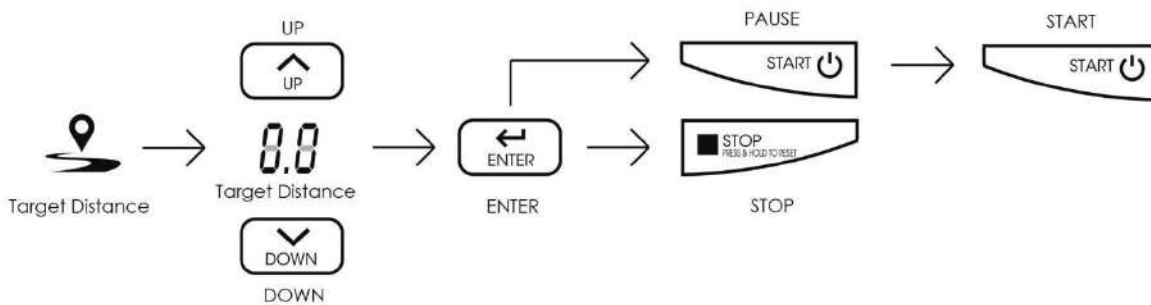 UP
UP
0.0
Target Distance
DOWN
DOWN
Target Distance
ENTER
ENTER
PAUSE
START
STOP
PRESS & HOLD TO RESET
STOP
START
START